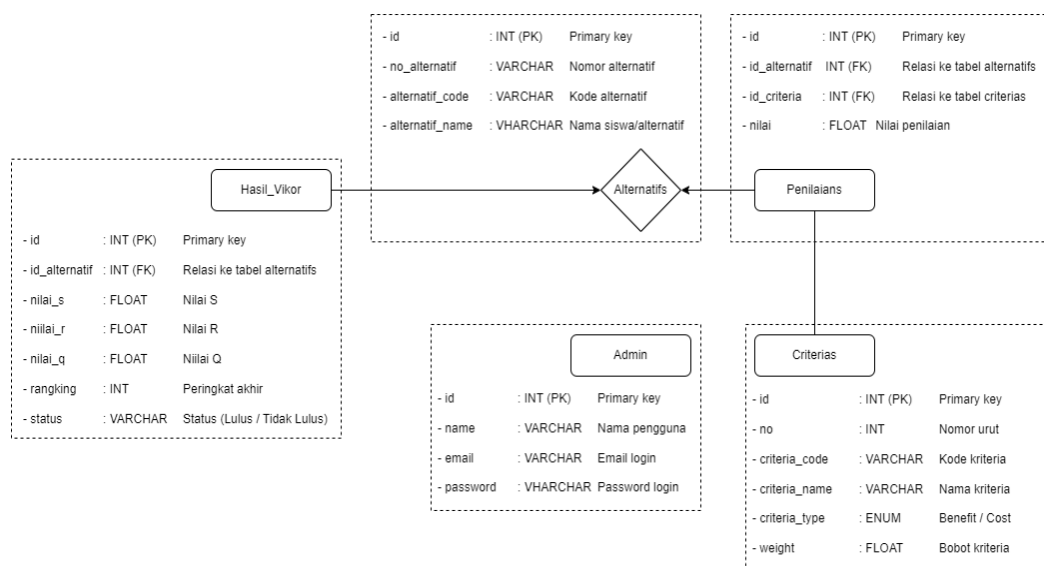 - id : INT (PK) Primary key
- no_alternatif : VARCHAR Nomor alternatif
- alternatif_code : VARCHAR Kode alternatif
- alternatif_name : VHARCHAR Nama siswa/alternatif
Alternatifs
- id : INT (PK) Primary key
- id_alternatif INT (FK) Relasi ke tabel alternatifs
- id_criteria : INT (FK) Relasi ke tabel criterias
- nilai : FLOAT Nilai penilaian
Penilaians
Hasil_Vikor
- id : INT (PK) Primary key
- id_alternatif : INT (FK) Relasi ke tabel alternatifs
- nilai_s : FLOAT Nilai S
- niilai_r : FLOAT Nilai R
- nilai_q : FLOAT Niilai Q
- rangking : INT Peringkat akhir
- status : VARCHAR Status (Lulus / Tidak Lulus)
Admin
- id : INT (PK) Primary key
- name : VARCHAR Nama pengguna
- email : VARCHAR Email login
- password : VHARCHAR Password login
Criterias
- id : INT (PK) Primary key
- no : INT Nomor urut
- criteria_code : VARCHAR Kode kriteria
- criteria_name : VARCHAR Nama kriteria
- criteria_type : ENUM Benefit / Cost
- weight : FLOAT Bobot kriteria